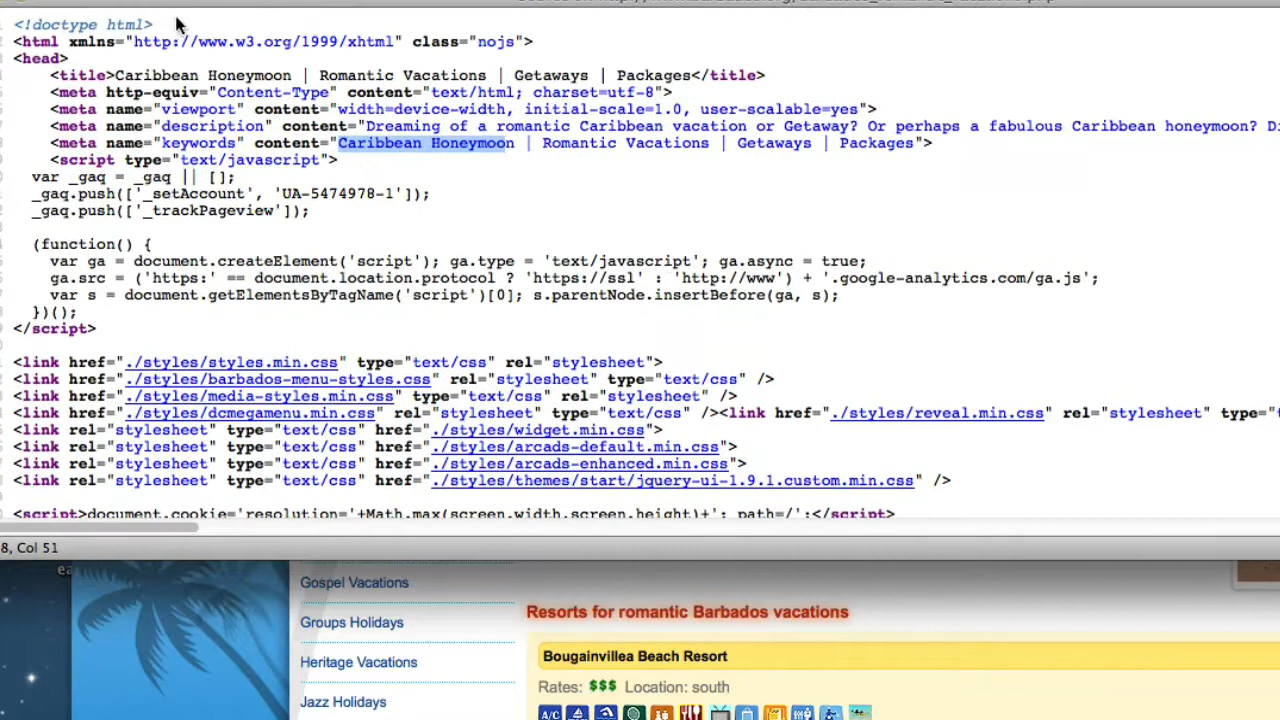 <!doctype html>
<html xmlns="http://www.w3.org/1999/xhtml" class="nojs">
<head>
<title>Caribbean Honeymoon | Romantic Vacations | Getaways | Packages</title>
<meta http-equiv="Content-Type" content="text/html; charset=utf-8">
<meta name="viewport" content="width=device-width, initial-scale=1.0, user-scalable=yes">
<meta name="description" content="Dreaming of a romantic Caribbean vacation or Getaway? Or perhaps a fabulous Caribbean honeymoon?
<meta name="keywords" content="Caribbean Honeymoon | Romantic Vacations | Getaways | Packages">
<script type="text/javascript">
var _gaq = _gaq || [];
_gaq.push(['_setAccount', 'UA-5474978-1']);
_gaq.push(['_trackPageview']);
(function() {
var ga = document.createElement('script'); ga.type = 'text/javascript'; ga.async = true;
ga.src = ('https:' == document.location.protocol ? 'https://ssl' : 'http://www') + '.google-analytics.com/ga.js';
var s = document.getElementsByTagName('script')[0]; s.parentNode.insertBefore(ga, s);
})();
</script>
<link href="./styles/styles.min.css" type="text/css" rel="stylesheet">
<link href="./styles/barbados-menu-styles.css" rel="stylesheet" type="text/css" />
<link href="./styles/media-styles.min.css" type="text/css" rel="stylesheet" />
<link href="./styles/dcmegamenu.min.css" rel="stylesheet" type="text/css" /><link href="./styles/reveal.min.css" rel="stylesheet" type="t
<link rel="stylesheet" type="text/css" href="./styles/widget.min.css">
<link rel="stylesheet" type="text/css" href="./styles/arcads-default.min.css">
<link rel="stylesheet" type="text/css" href="./styles/arcads-enhanced.min.css">
<link rel="stylesheet" type="text/css" href="./styles/themes/start/jquery-ui-1.9.1.custom.min.css" />
<script>document.cookie='resolution='+Math.max(screen.width,screen.height)+'; path=/';</script>
8, Col 51
Gospel Vacations
Groups Holidays
Heritage Vacations
Jazz Holidays
Resorts for romantic Barbados vacations
Bougainvillea Beach Resort
Rates: $$$ Location: south
A/C